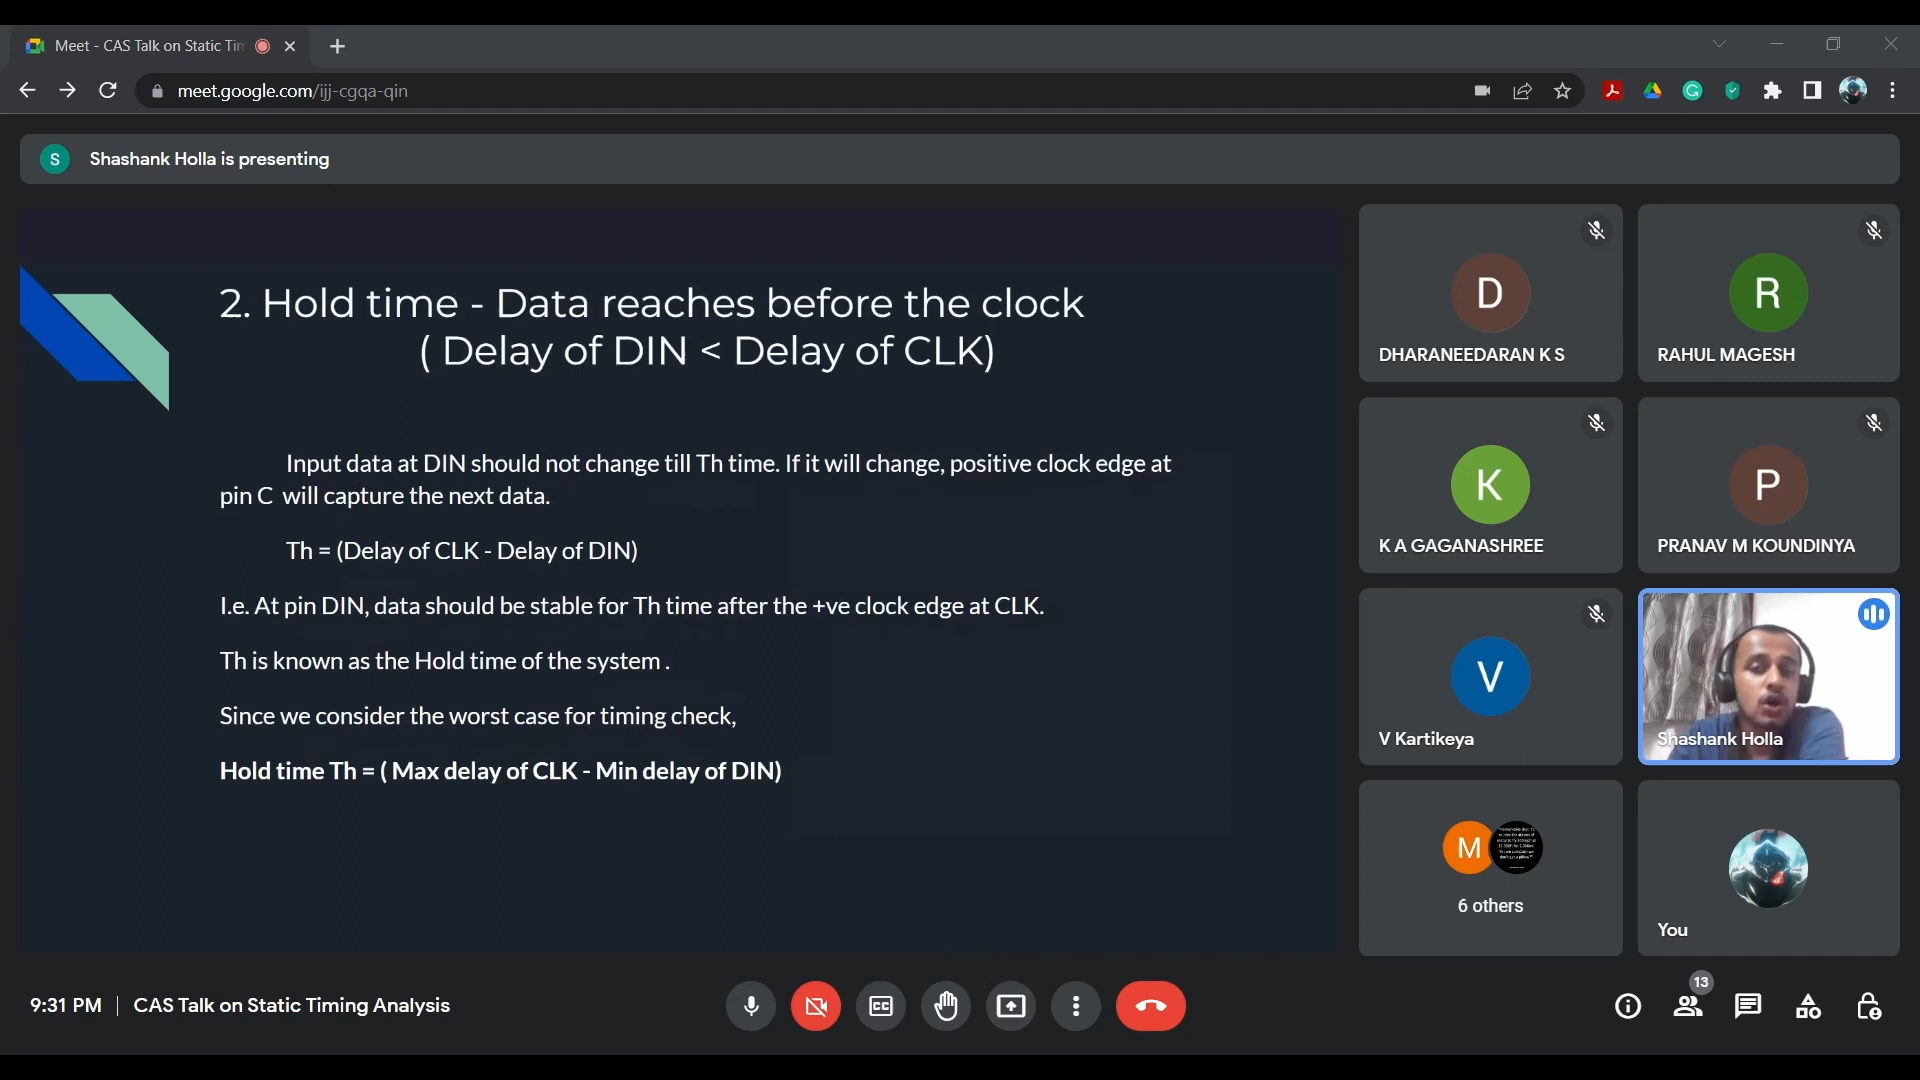 Meet - CAS Talk on Static Tim
meet.google.com/ijj-cgqa-qin
S
Shashank Holla is presenting
2. Hold time - Data reaches before the clock
( Delay of DIN < Delay of CLK)
Input data at DIN should not change till Th time. If it will change, positive clock edge at
pin C will capture the next data.
Th = (Delay of CLK - Delay of DIN)
I.e. At pin DIN, data should be stable for Th time after the +ve clock edge at CLK.
Th is known as the Hold time of the system .
Since we consider the worst case for timing check,
Hold time Th = ( Max delay of CLK - Min delay of DIN)
D
DHARANEEDARAN K S
R
RAHUL MAGESH
K
K A GAGANASHREE
P
PRANAV M KOUNDINYA
V
V Kartikeya
Shashank Holla
M
6 others
You
9:31 PM | CAS Talk on Static Timing Analysis
CC
13